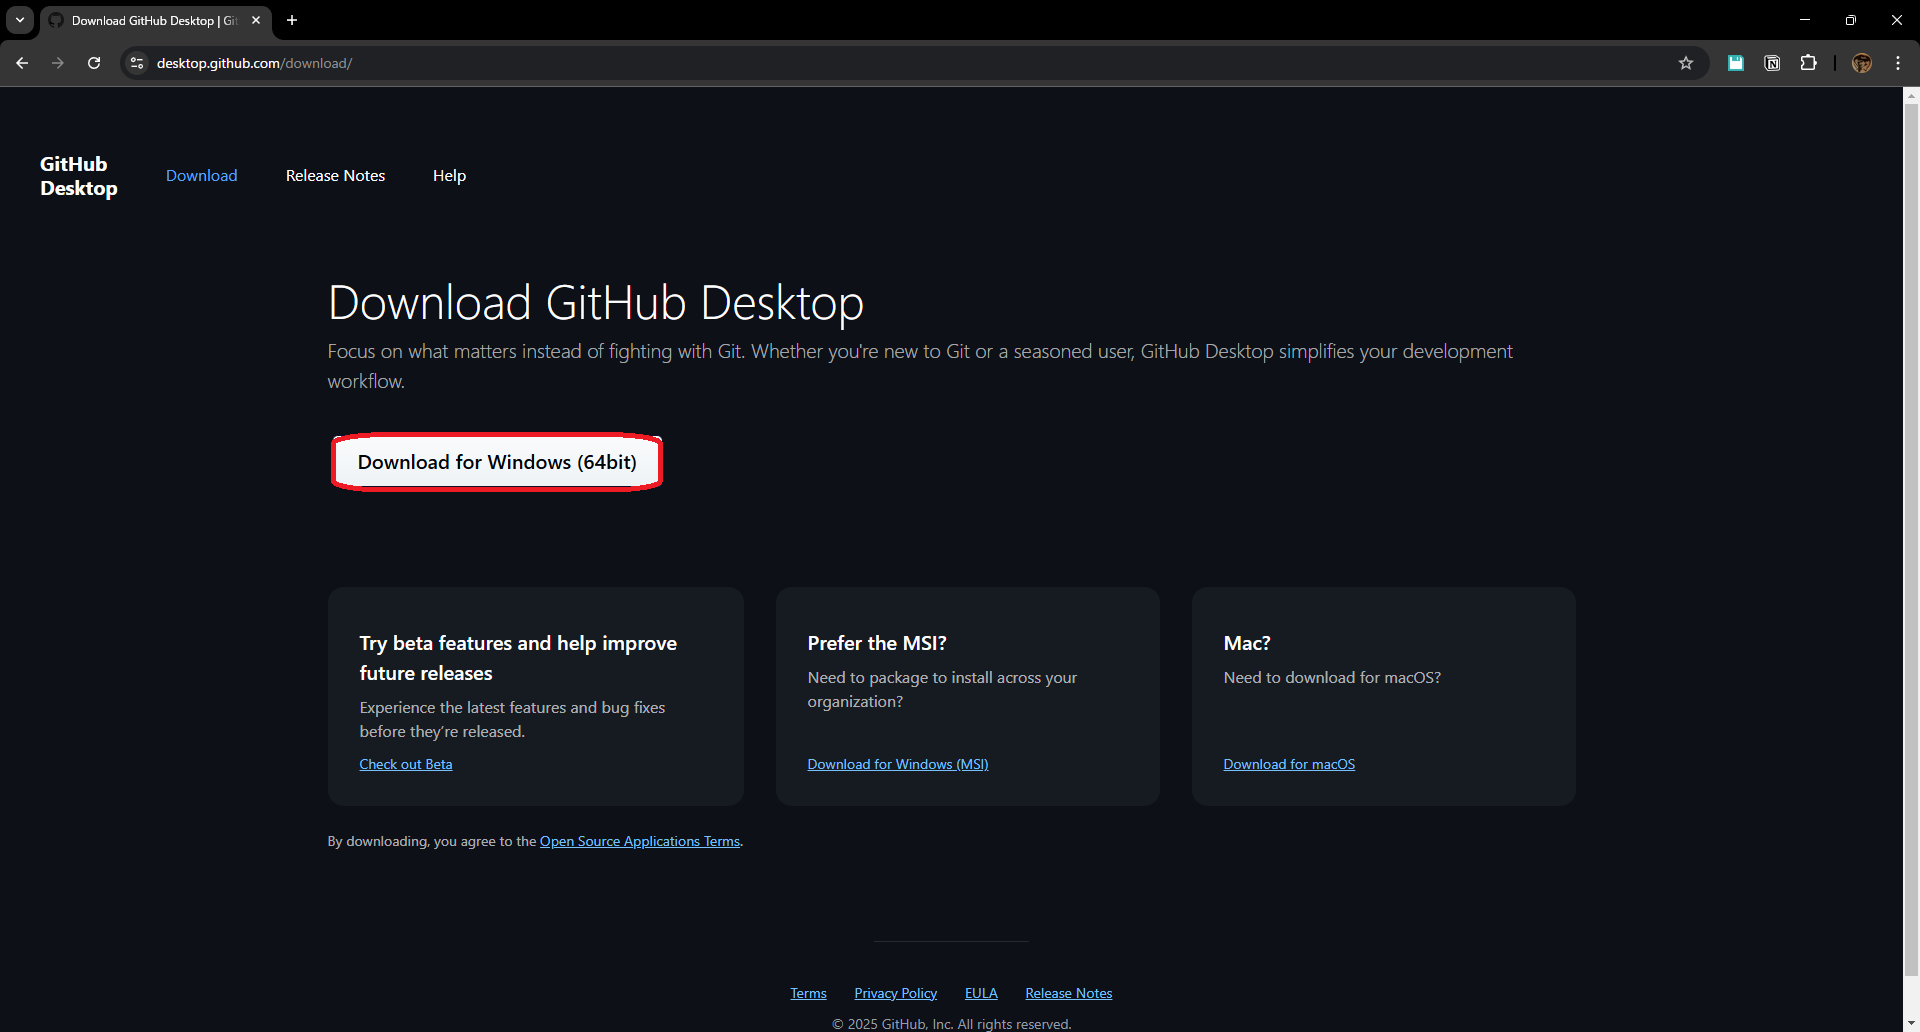 Download GitHub Desktop | Git
desktop.github.com/download/
GitHub
Desktop
Download
Release Notes
Help
Download GitHub Desktop
Focus on what matters instead of fighting with Git. Whether you're new to Git or a seasoned user, GitHub Desktop simplifies your development
workflow.
Download for Windows (64bit)
Try beta features and help improve
future releases
Experience the latest features and bug fixes
before they’re released.
Check out Beta
Prefer the MSI?
Need to package to install across your
organization?
Download for Windows (MSI)
Mac?
Need to download for macOS?
Download for macOS
By downloading, you agree to the Open Source Applications Terms.
Terms
Privacy Policy
EULA
Release Notes
© 2025 GitHub, Inc. All rights reserved.